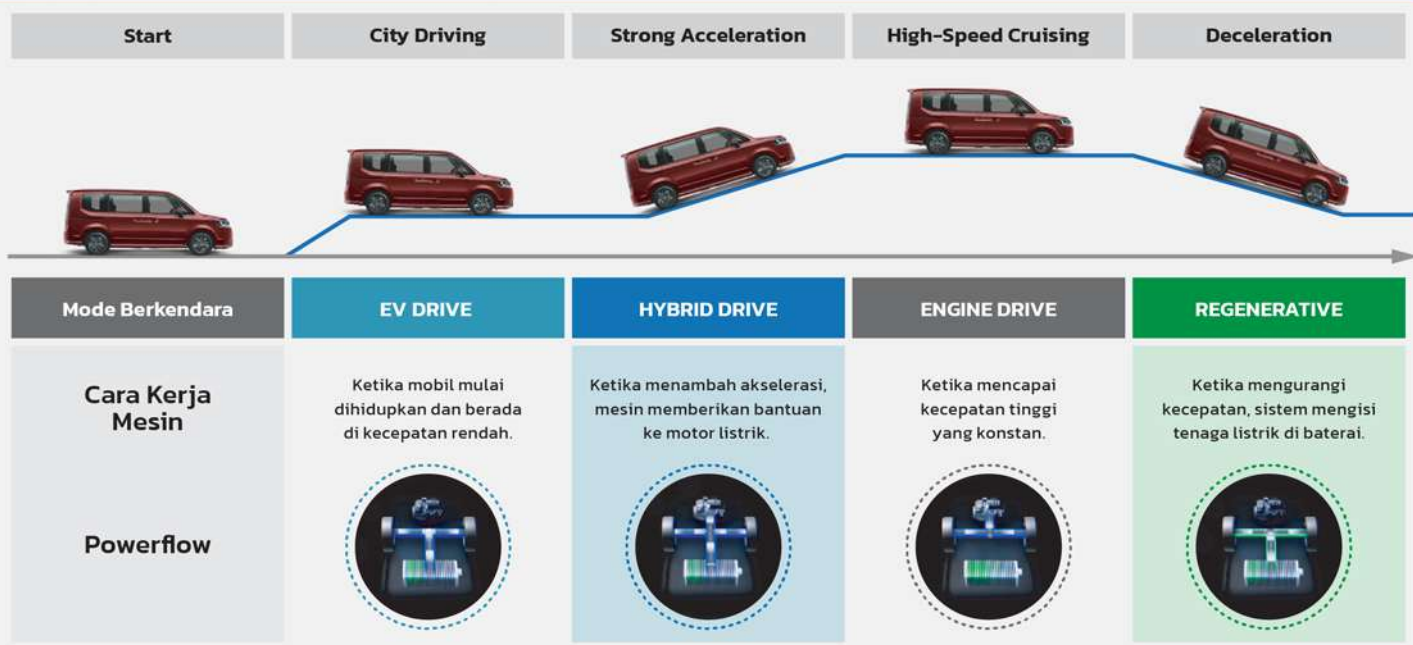 Start
City Driving
Strong Acceleration
High-Speed Cruising
Deceleration
Mode Berkendara
EV DRIVE
HYBRID DRIVE
ENGINE DRIVE
REGENERATIVE
Cara Kerja
Mesin
Ketika mobil mulai
dihidupkan dan berada
di kecepatan rendah.
Ketika menambah akselerasi,
mesin memberikan bantuan
ke motor listrik.
Ketika mencapai
kecepatan tinggi
yang konstan.
Ketika mengurangi
kecepatan, sistem mengisi
tenaga listrik di baterai.
Powerflow